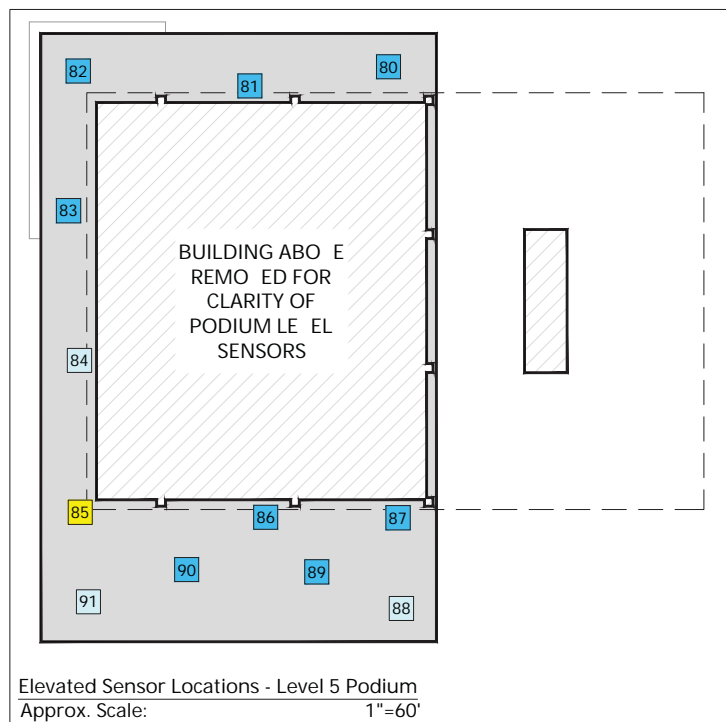 82
80
81
83
BUILDING ABO E
REMO ED FOR
CLARITY OF
PODIUM LE EL
SENSORS
84
85
86
87
90
89
91
88
Elevated Sensor Locations - Level 5 Podium
Approx. Scale: 1"=60'